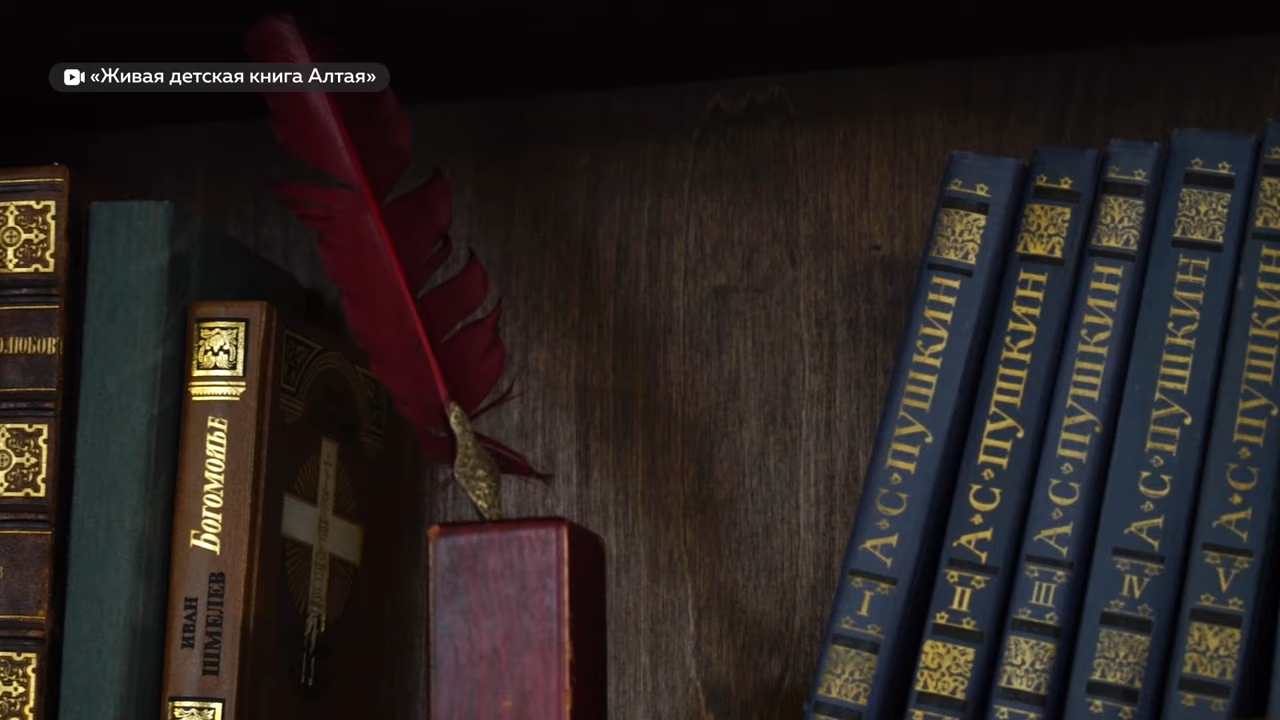 «Живая детская книга Алтая»
Богомолье
ИВАН
ШМЕЛЕВ
А·С·ПУШКИН
I
А·С·ПУШКИН
II
А·С·ПУШКИН
III
А·С·ПУШКИН
IV
А·С·ПУШКИН
V